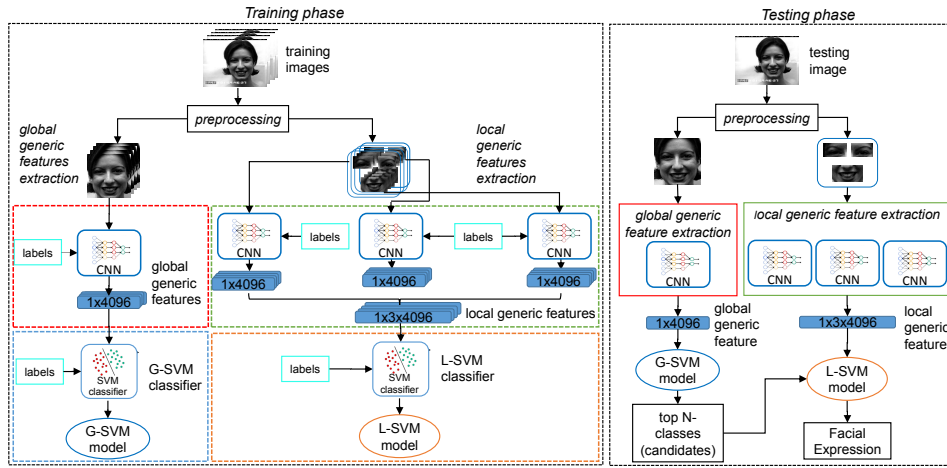 Training phase
training
images
preprocessing
global
generic
features
extraction
local
generic
features
extraction
labels
CNN
CNN
labels
CNN
labels
CNN
global
generic
features
1x4096
1x4096
1x4096
1x4096
1x3x4096
local generic features
labels
SVM
classifier
G-SVM
classifier
labels
SVM
classifier
L-SVM
classifier
G-SVM
model
L-SVM
model
Testing phase
testing
image
preprocessing
global generic
feature extraction
CNN
local generic feature extraction
CNN
CNN
CNN
1x4096
global
generic
feature
1x3x4096
local
generic
feature
G-SVM
model
L-SVM
model
top N-
classes
(candidates)
Facial
Expression